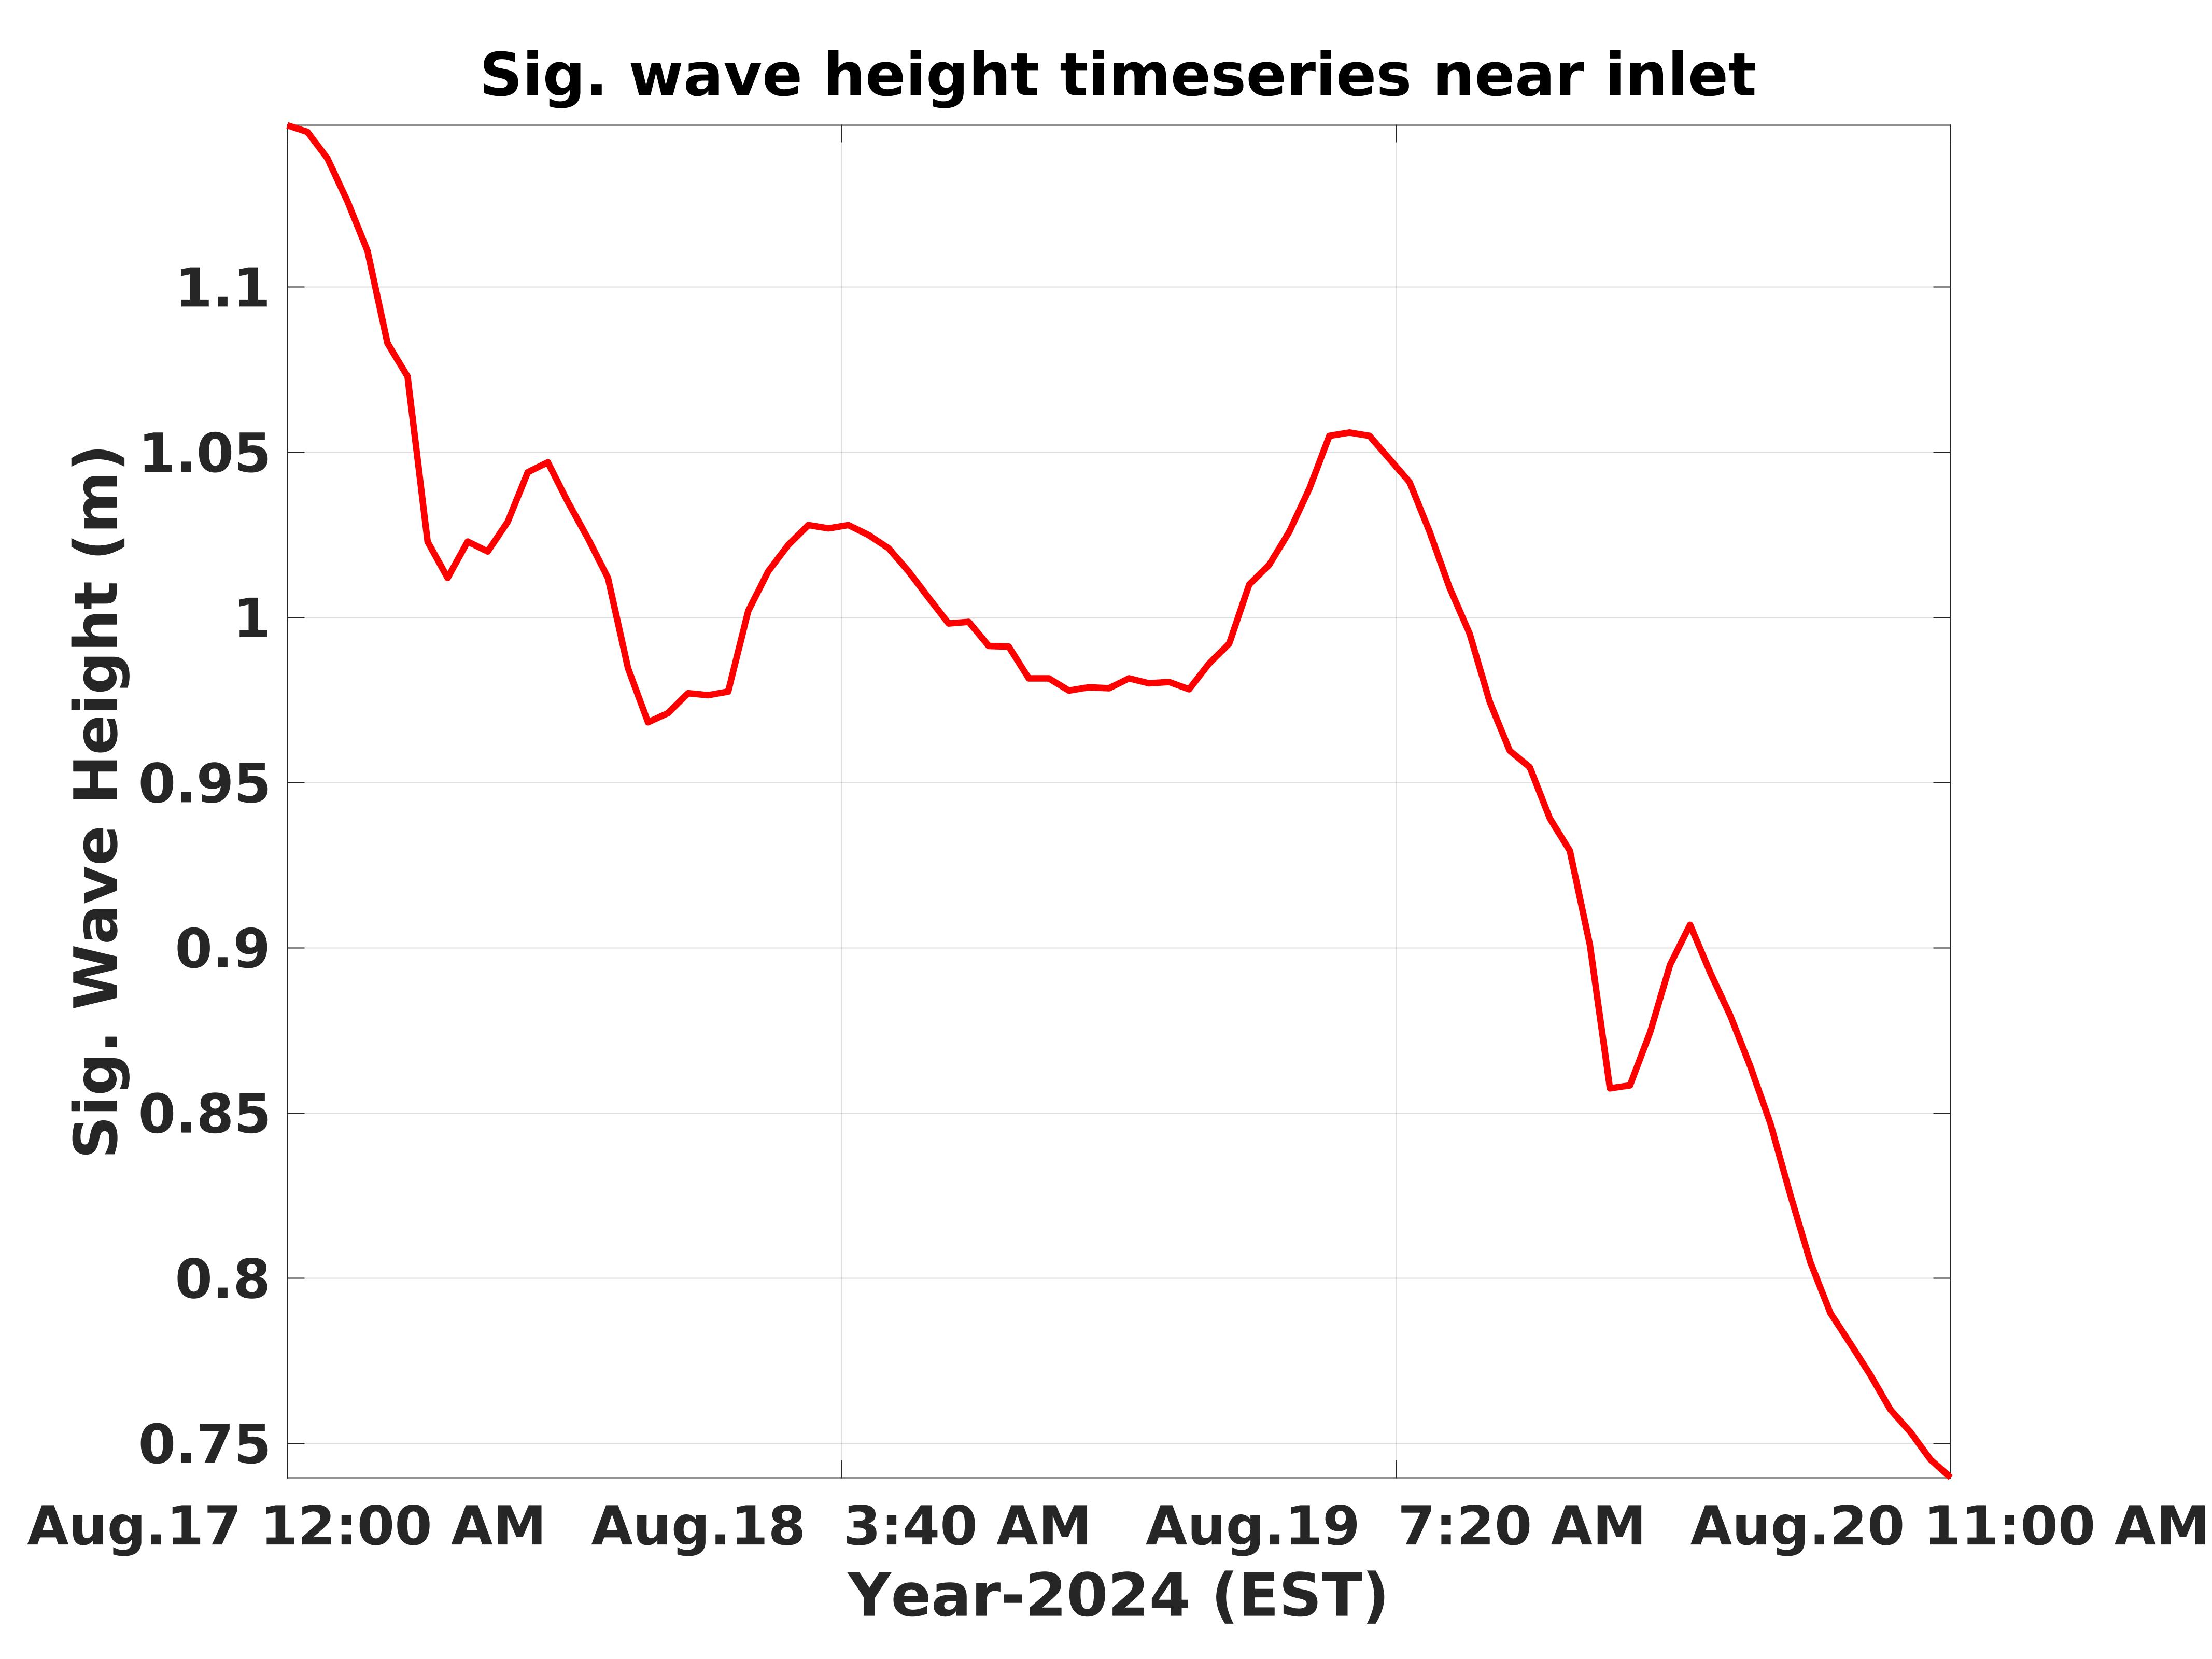 Sig. wave height timeseries near inlet
1.1
1.05
1
0.95
0.9
0.85
0.8
0.75
Sig. Wave Height (m)
Aug.17 12:00 AM Aug.18 3:40 AM Aug.19 7:20 AM Aug.20 11:00 AM
Year-2024 (EST)